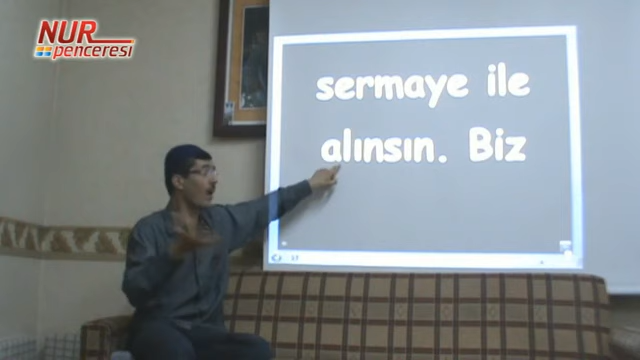 NUR
penceresi
sermaye ile
alınsın. Biz